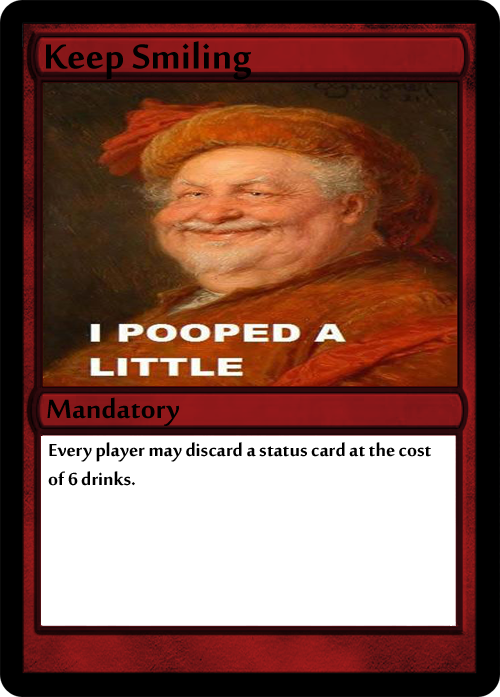 Keep Smiling
I POOPED A
LITTLE
Mandatory
Every player may discard a status card at the cost
of 6 drinks.